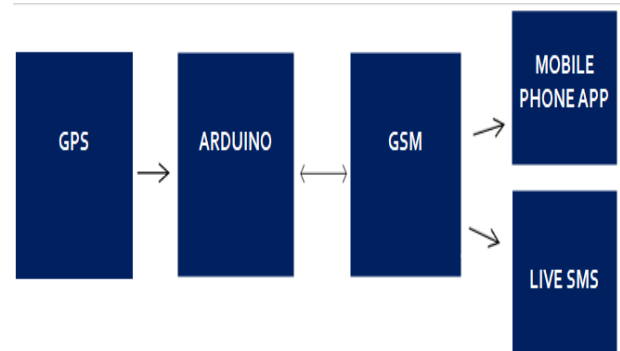 GPS
ARDUINO
GSM
MOBILE
PHONE APP
LIVE SMS